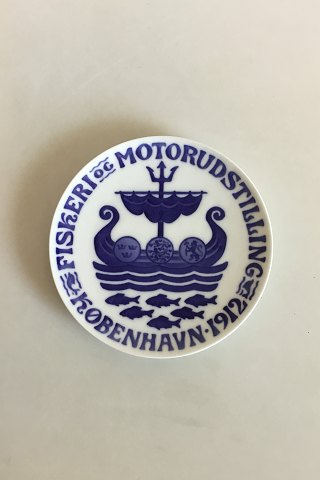 FISKERI OG MOTORUDSTILLING
KØBENHAVN · 1912